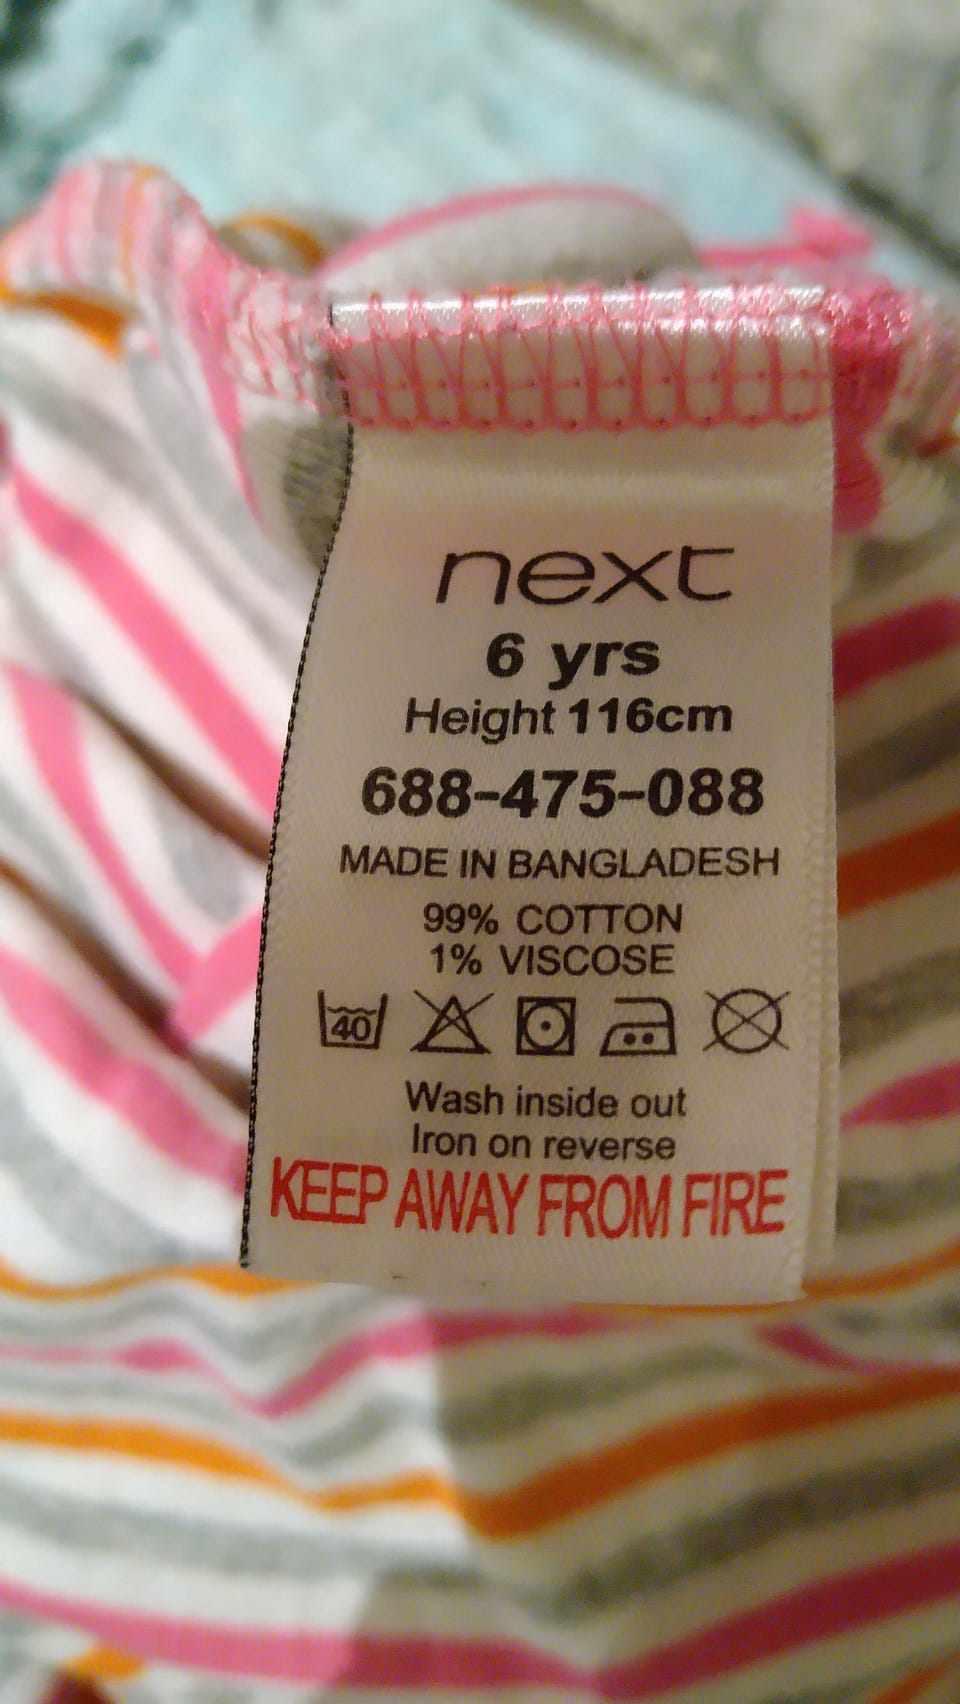 next
6 yrs
Height 116cm
688-475-088
MADE IN BANGLADESH
99% COTTON
1% VISCOSE
40
Wash inside out
Iron on reverse
KEEP AWAY FROM FIRE